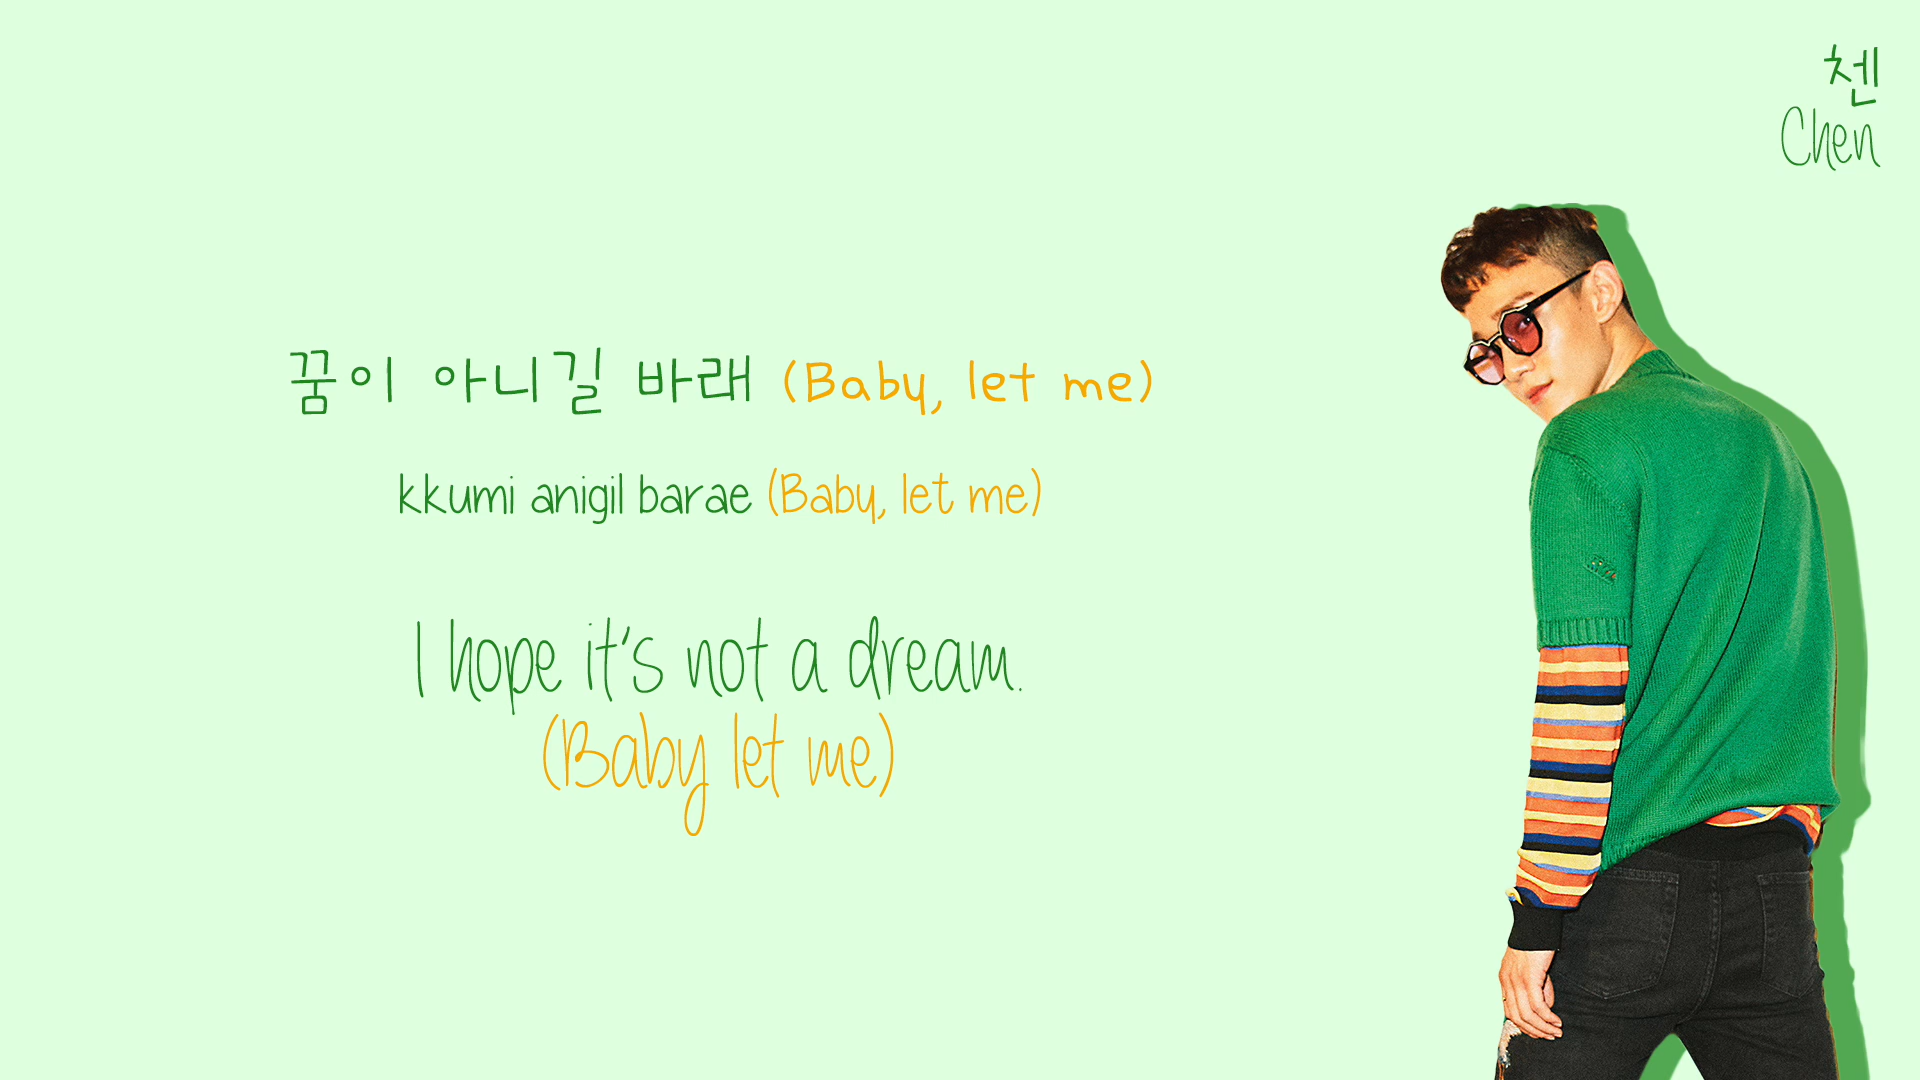 첸
Chen
꿈이 아니길 바래 (Baby, let me)
kkumi anigil barae (Baby, let me)
I hope it's not a dream.
(Baby let me)